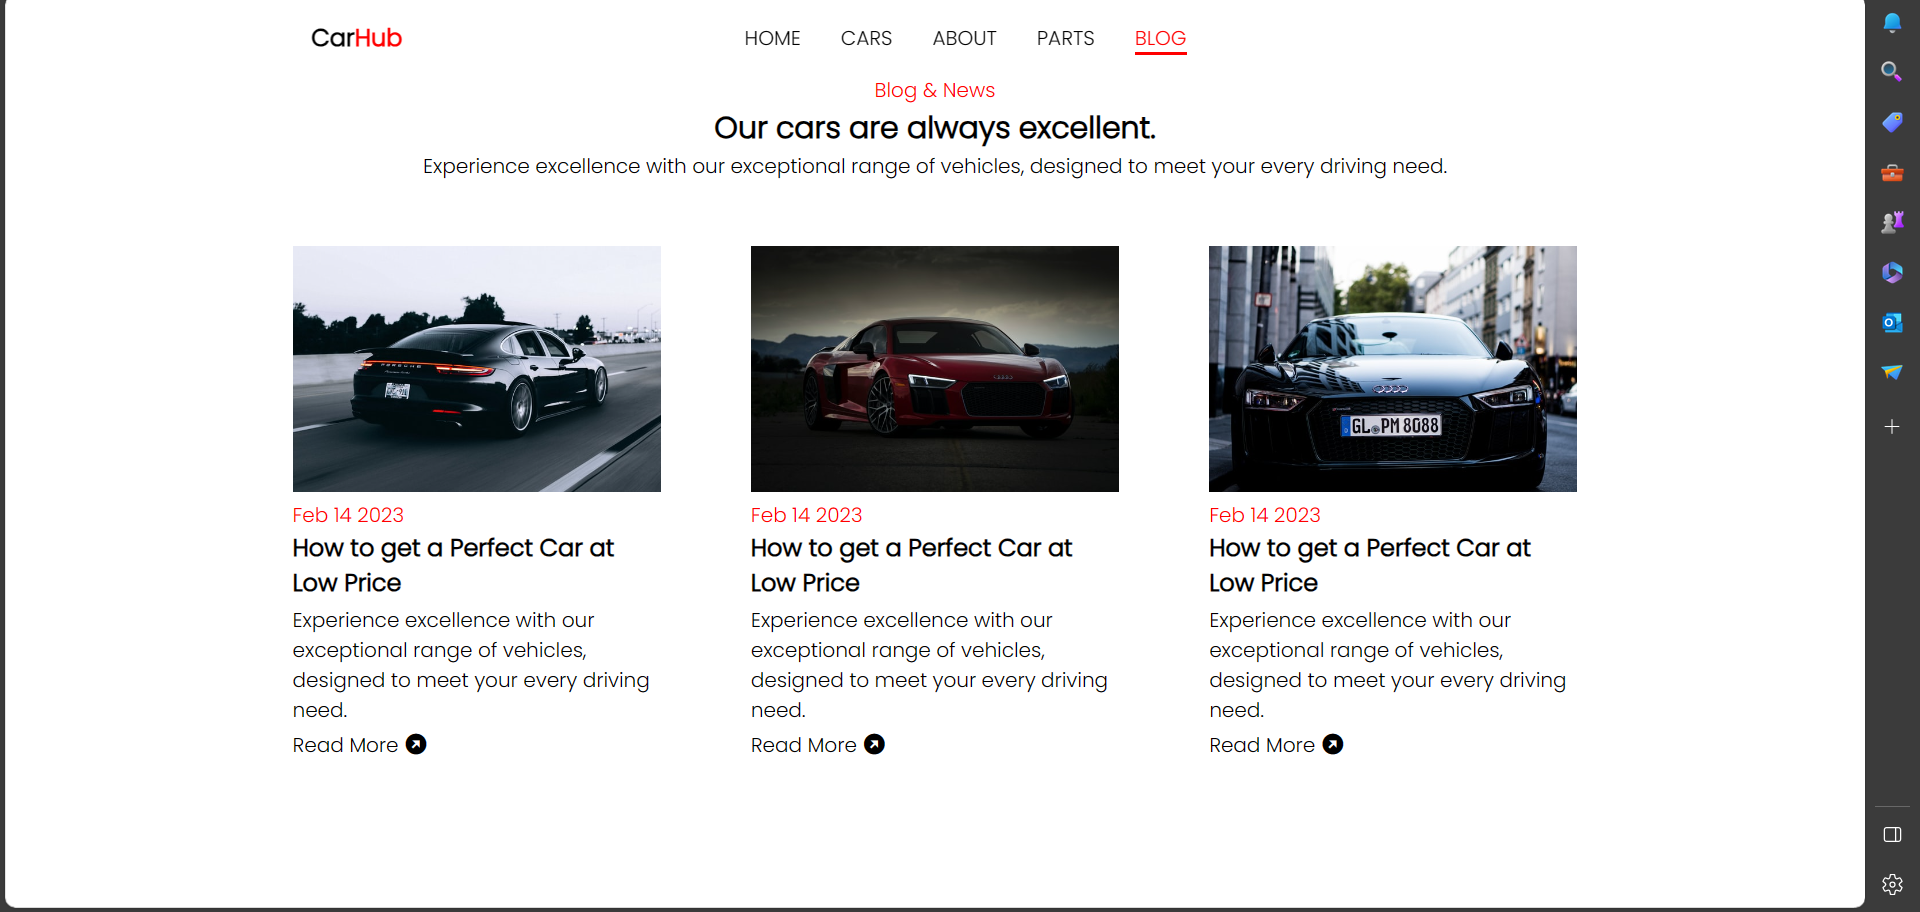 CarHub
HOME CARS ABOUT PARTS BLOG
Blog & News
Our cars are always excellent.
Experience excellence with our exceptional range of vehicles, designed to meet your every driving need.
PORSCHE
GL PM 8088
Feb 14 2023
How to get a Perfect Car at
Low Price
Experience excellence with our
exceptional range of vehicles,
designed to meet your every driving
need.
Read More
Feb 14 2023
How to get a Perfect Car at
Low Price
Experience excellence with our
exceptional range of vehicles,
designed to meet your every driving
need.
Read More
Feb 14 2023
How to get a Perfect Car at
Low Price
Experience excellence with our
exceptional range of vehicles,
designed to meet your every driving
need.
Read More